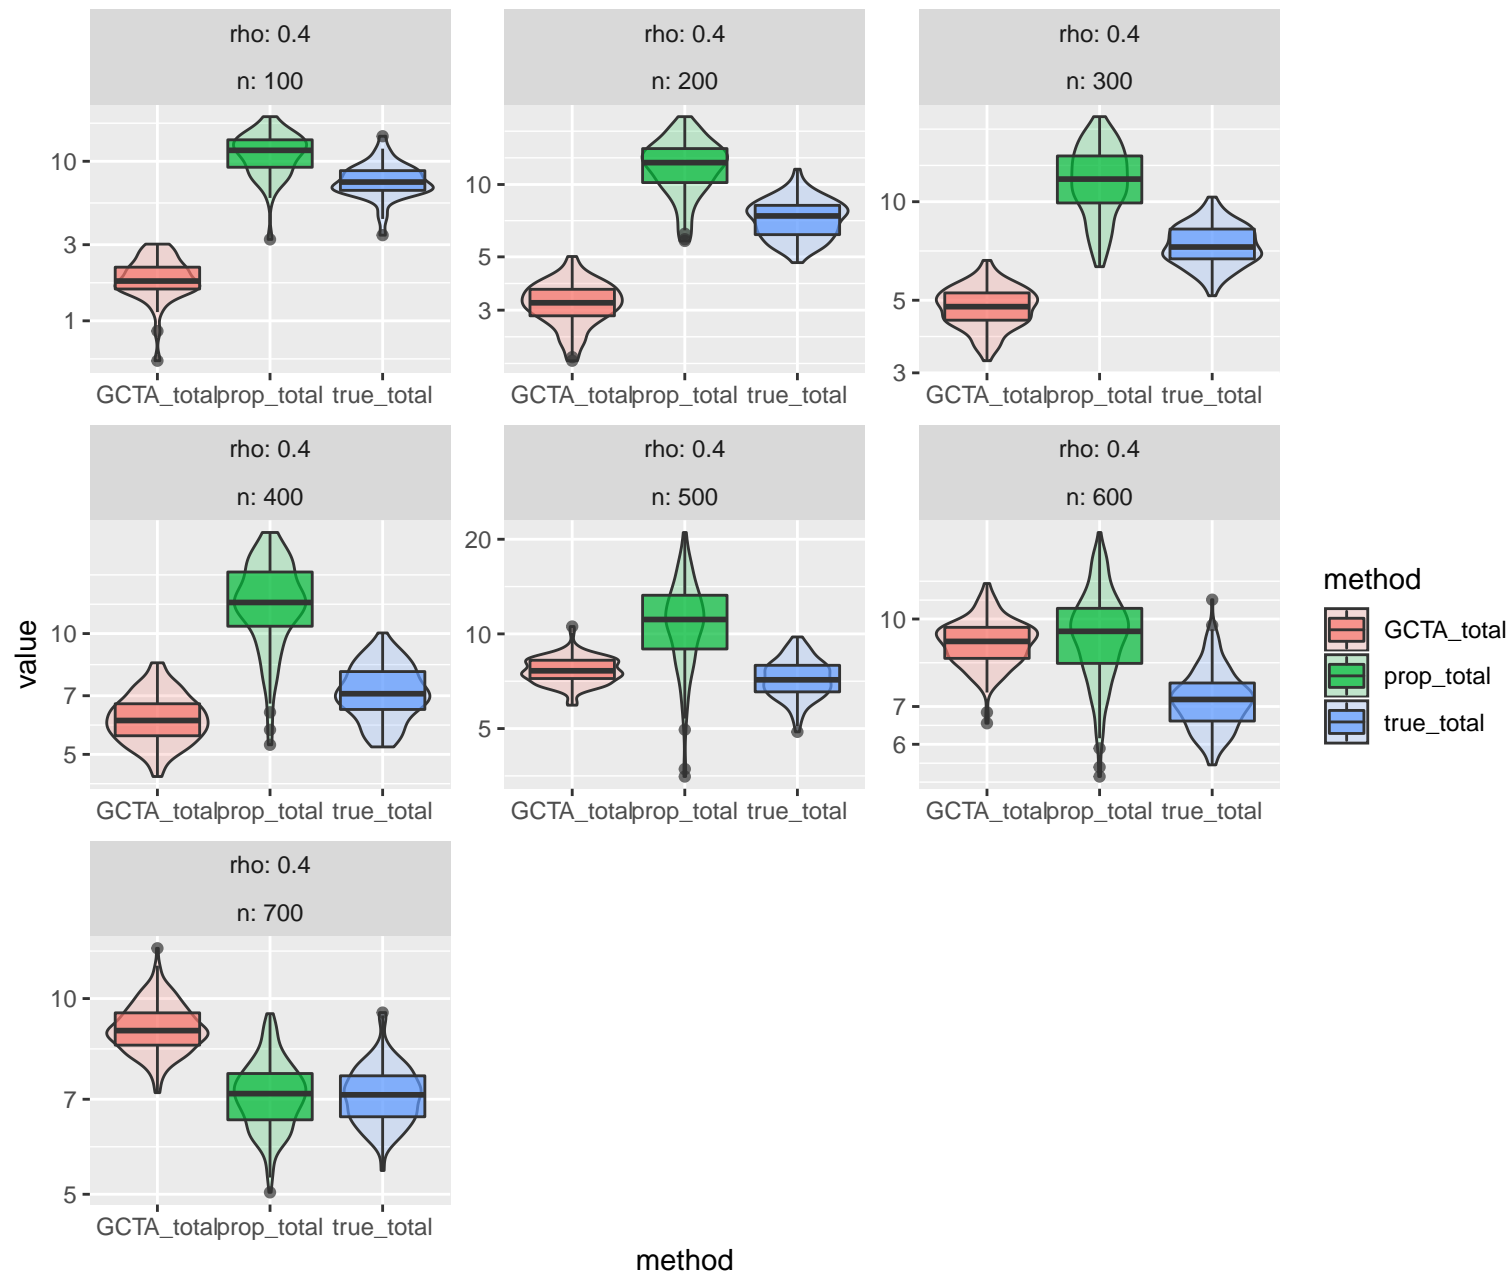 rho: 0.4
n: 100
10
3
1
GCTA_total prop_total true_total
rho: 0.4
n: 200
10
5
3
GCTA_total prop_total true_total
rho: 0.4
n: 300
10
5
3
GCTA_total prop_total true_total
value
rho: 0.4
n: 400
10
7
5
GCTA_total prop_total true_total
rho: 0.4
n: 500
20
10
5
GCTA_total prop_total true_total
rho: 0.4
n: 600
10
7
6
GCTA_total prop_total true_total
rho: 0.4
n: 700
10
7
5
GCTA_total prop_total true_total
method
method
GCTA_total
prop_total
true_total